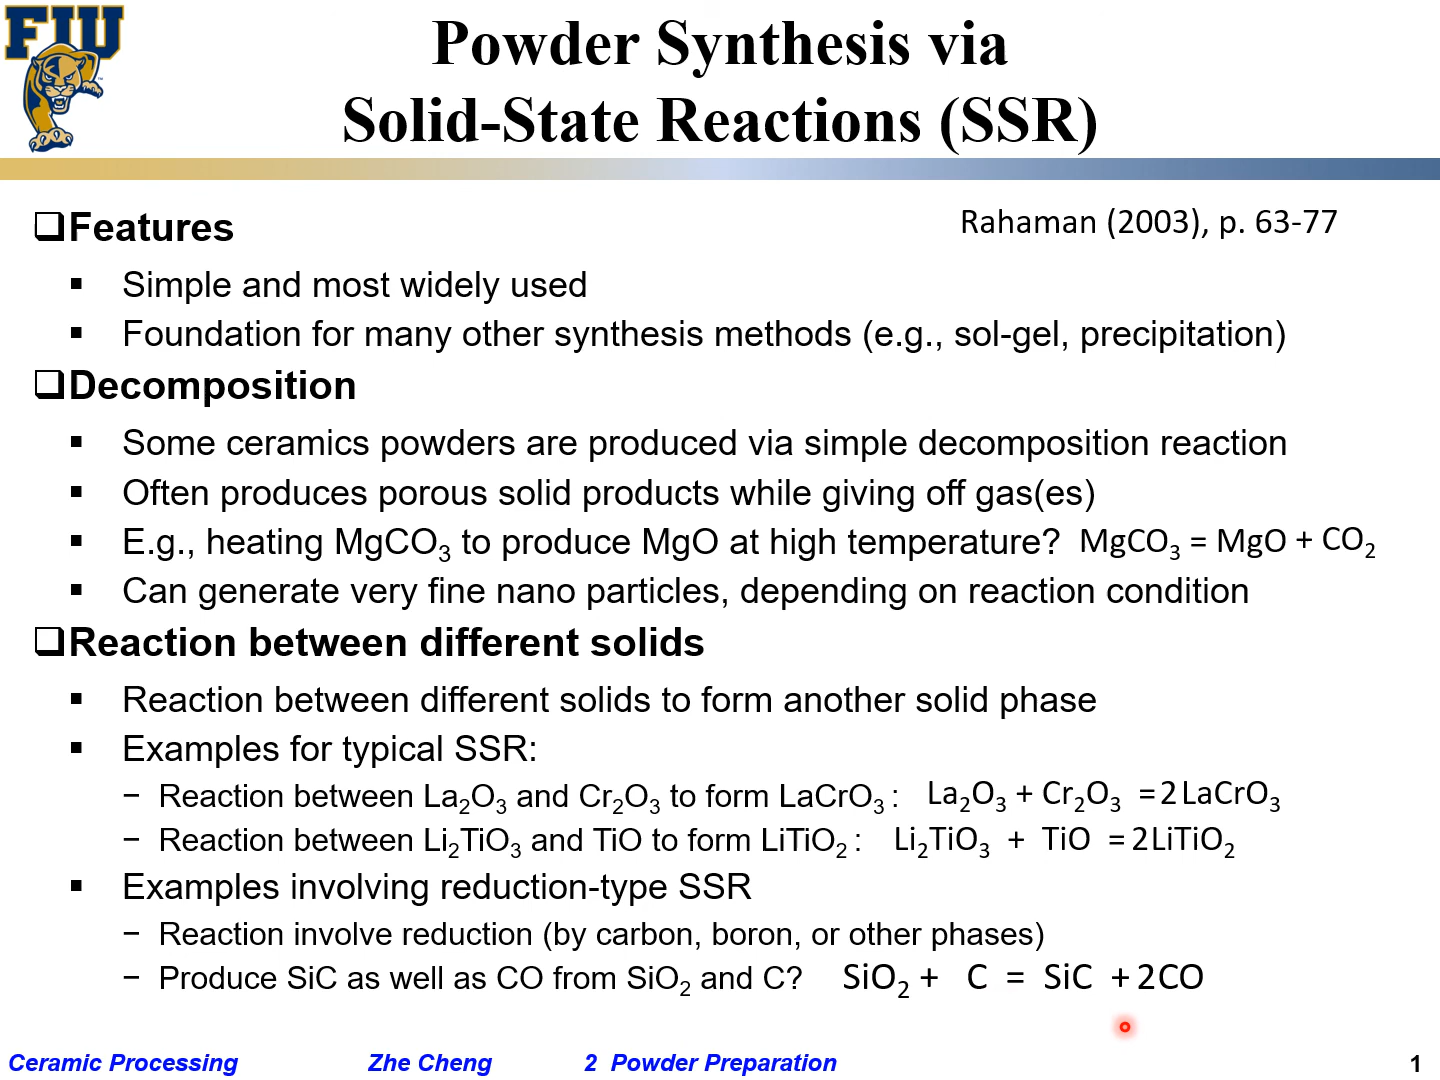 FIU
Powder Synthesis via
Solid-State Reactions (SSR)
❑Features
Rahaman (2003), p. 63-77
▪ Simple and most widely used
▪ Foundation for many other synthesis methods (e.g., sol-gel, precipitation)
❑Decomposition
▪ Some ceramics powders are produced via simple decomposition reaction
▪ Often produces porous solid products while giving off gas(es)
▪ E.g., heating MgCO₃ to produce MgO at high temperature? MgCO₃ = MgO + CO₂
▪ Can generate very fine nano particles, depending on reaction condition
❑Reaction between different solids
▪ Reaction between different solids to form another solid phase
▪ Examples for typical SSR:
− Reaction between La₂O₃ and Cr₂O₃ to form LaCrO₃ : La₂O₃ + Cr₂O₃ = 2 LaCrO₃
− Reaction between Li₂TiO₃ and TiO to form LiTiO₂ : Li₂TiO₃ + TiO = 2 LiTiO₂
▪ Examples involving reduction-type SSR
− Reaction involve reduction (by carbon, boron, or other phases)
− Produce SiC as well as CO from SiO₂ and C? SiO₂ + C = SiC + 2 CO
Ceramic Processing Zhe Cheng 2 Powder Preparation 1